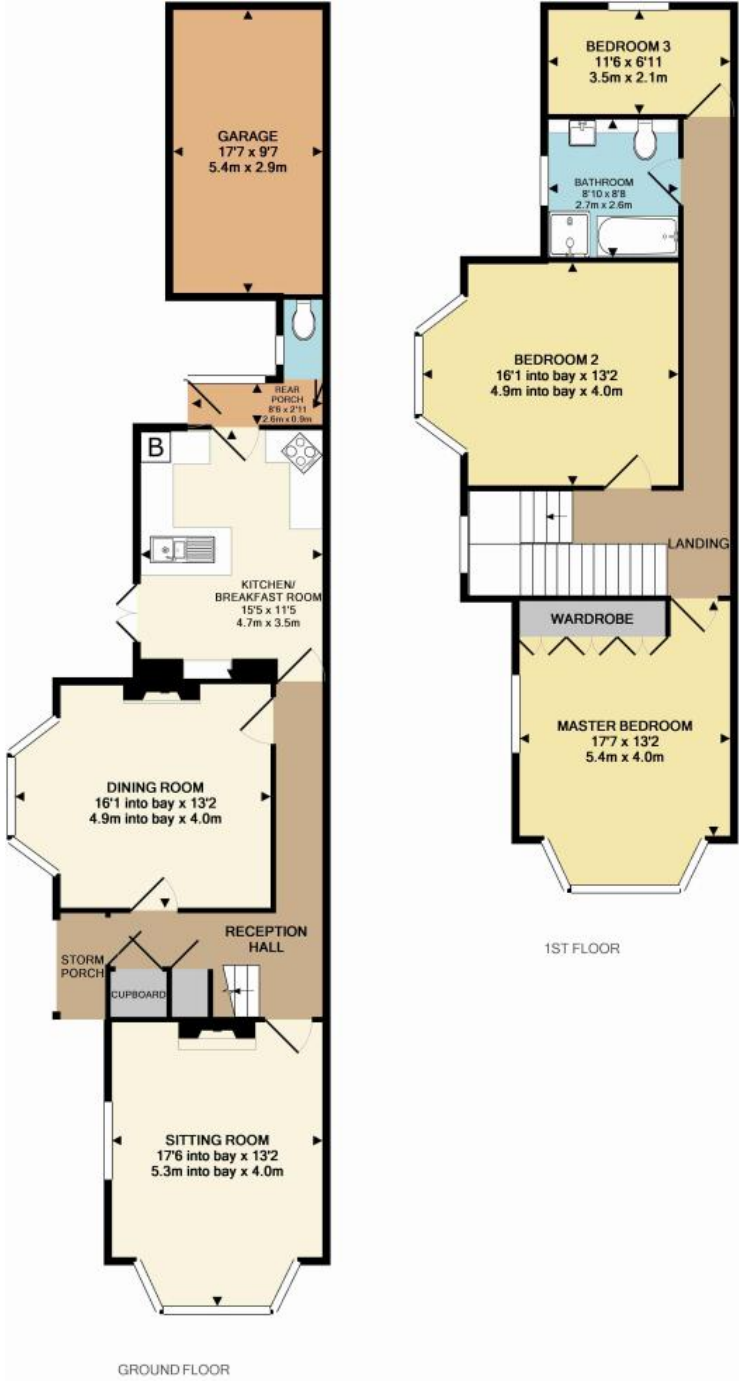 GARAGE
17'7 x 9'7
5.4m x 2.9m
REAR
PORCH
8'6 x 2'11
2.6m x 0.9m
B
KITCHEN/
BREAKFAST ROOM
15'5 x 11'5
4.7m x 3.5m
DINING ROOM
16'1 into bay x 13'2
4.9m into bay x 4.0m
RECEPTION
HALL
STORM
PORCH
CUPBOARD
SITTING ROOM
17'6 into bay x 13'2
5.3m into bay x 4.0m
GROUND FLOOR
BEDROOM 3
11'6 x 6'11
3.5m x 2.1m
BATHROOM
8'10 x 8'8
2.7m x 2.6m
BEDROOM 2
16'1 into bay x 13'2
4.9m into bay x 4.0m
LANDING
WARDROBE
MASTER BEDROOM
17'7 x 13'2
5.4m x 4.0m
1ST FLOOR